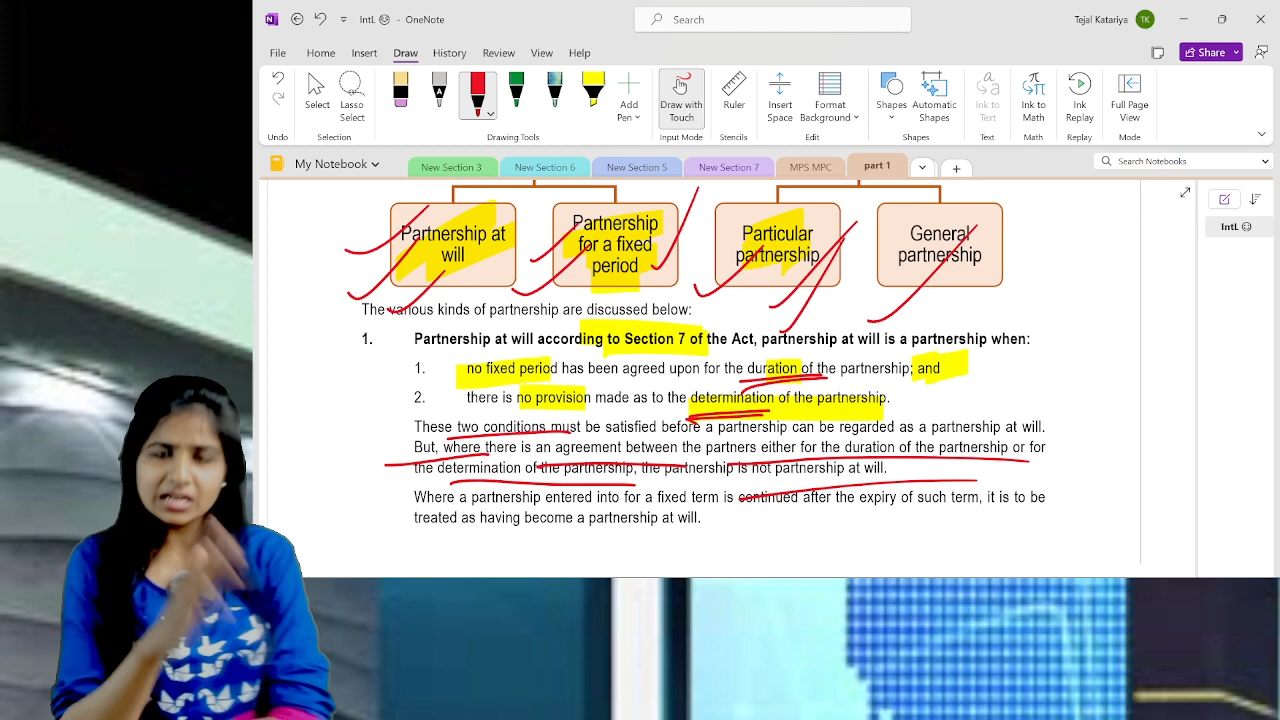 IntL - OneNote
Search
Tejal Katariya TK
File Home Insert Draw History Review View Help
Share
Select Lasso Select Add Pen Draw with Touch Ruler Insert Space Format Background Shapes Automatic Shapes Ink to Text Ink to Math Ink Replay Full Page View
Undo Selection Drawing Tools Input Mode Stencils Edit Shapes Text Math Replay Mode
My Notebook New Section 3 New Section 6 New Section 5 New Section 7 MPS MPC part 1 Search Notebooks
IntL
Partnership at will
Partnership for a fixed period
Particular partnership
General partnership
The various kinds of partnership are discussed below:
1. Partnership at will according to Section 7 of the Act, partnership at will is a partnership when:
1. no fixed period has been agreed upon for the duration of the partnership; and
2. there is no provision made as to the determination of the partnership.
These two conditions must be satisfied before a partnership can be regarded as a partnership at will.
But, where there is an agreement between the partners either for the duration of the partnership or for
the determination of the partnership, the partnership is not partnership at will.
Where a partnership entered into for a fixed term is continued after the expiry of such term, it is to be
treated as having become a partnership at will.